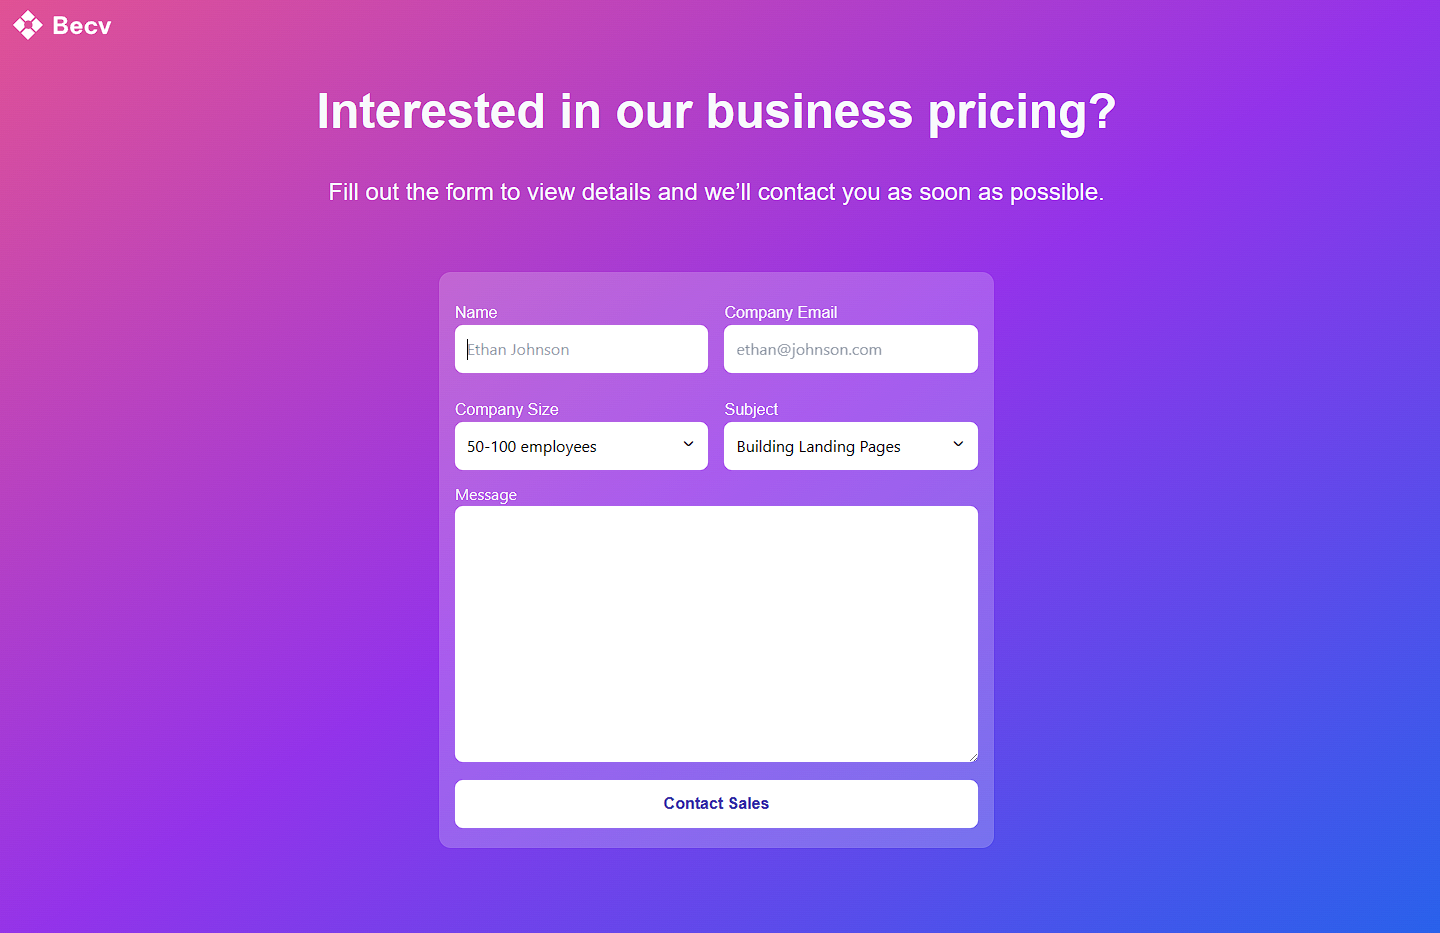 Becv
Interested in our business pricing?
Fill out the form to view details and we’ll contact you as soon as possible.
Name
Company Email
Ethan Johnson
ethan@johnson.com
Company Size
Subject
50-100 employees
Building Landing Pages
Message
Contact Sales